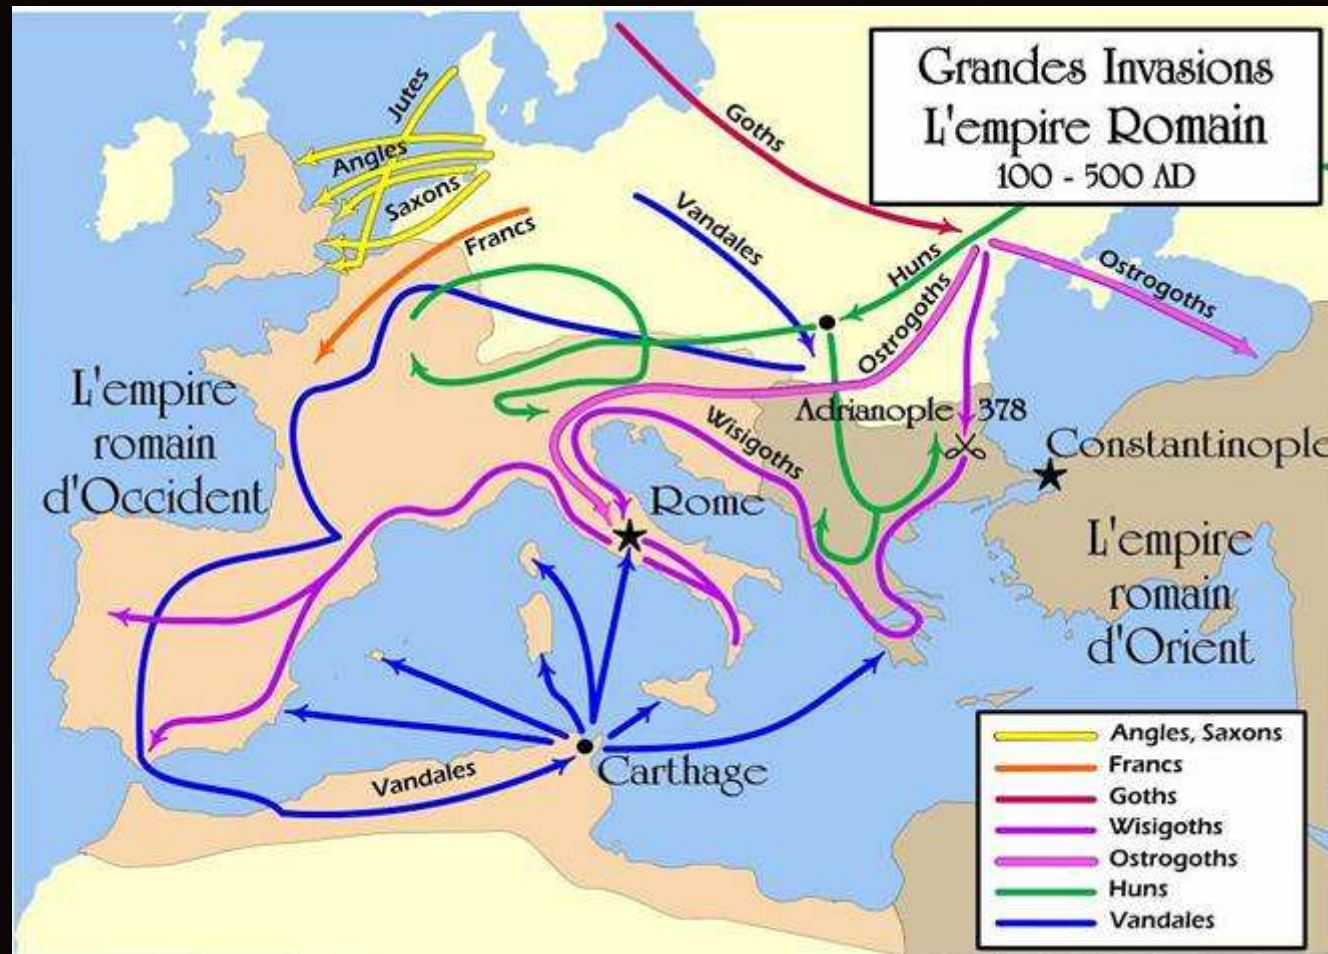 Grandes Invasions
L'empire Romain
100 - 500 AD
Jutes
Angles
Saxons
Francs
Goths
Vandales
Huns
Ostrogoths
Ostrogoths
L'empire
romain
d'Occident
Adrianople 378
Wisigoths
Constantinople
Rome
L'empire
romain
d'Orient
Carthage
Vandales
Angles, Saxons
Francs
Goths
Wisigoths
Ostrogoths
Huns
Vandales